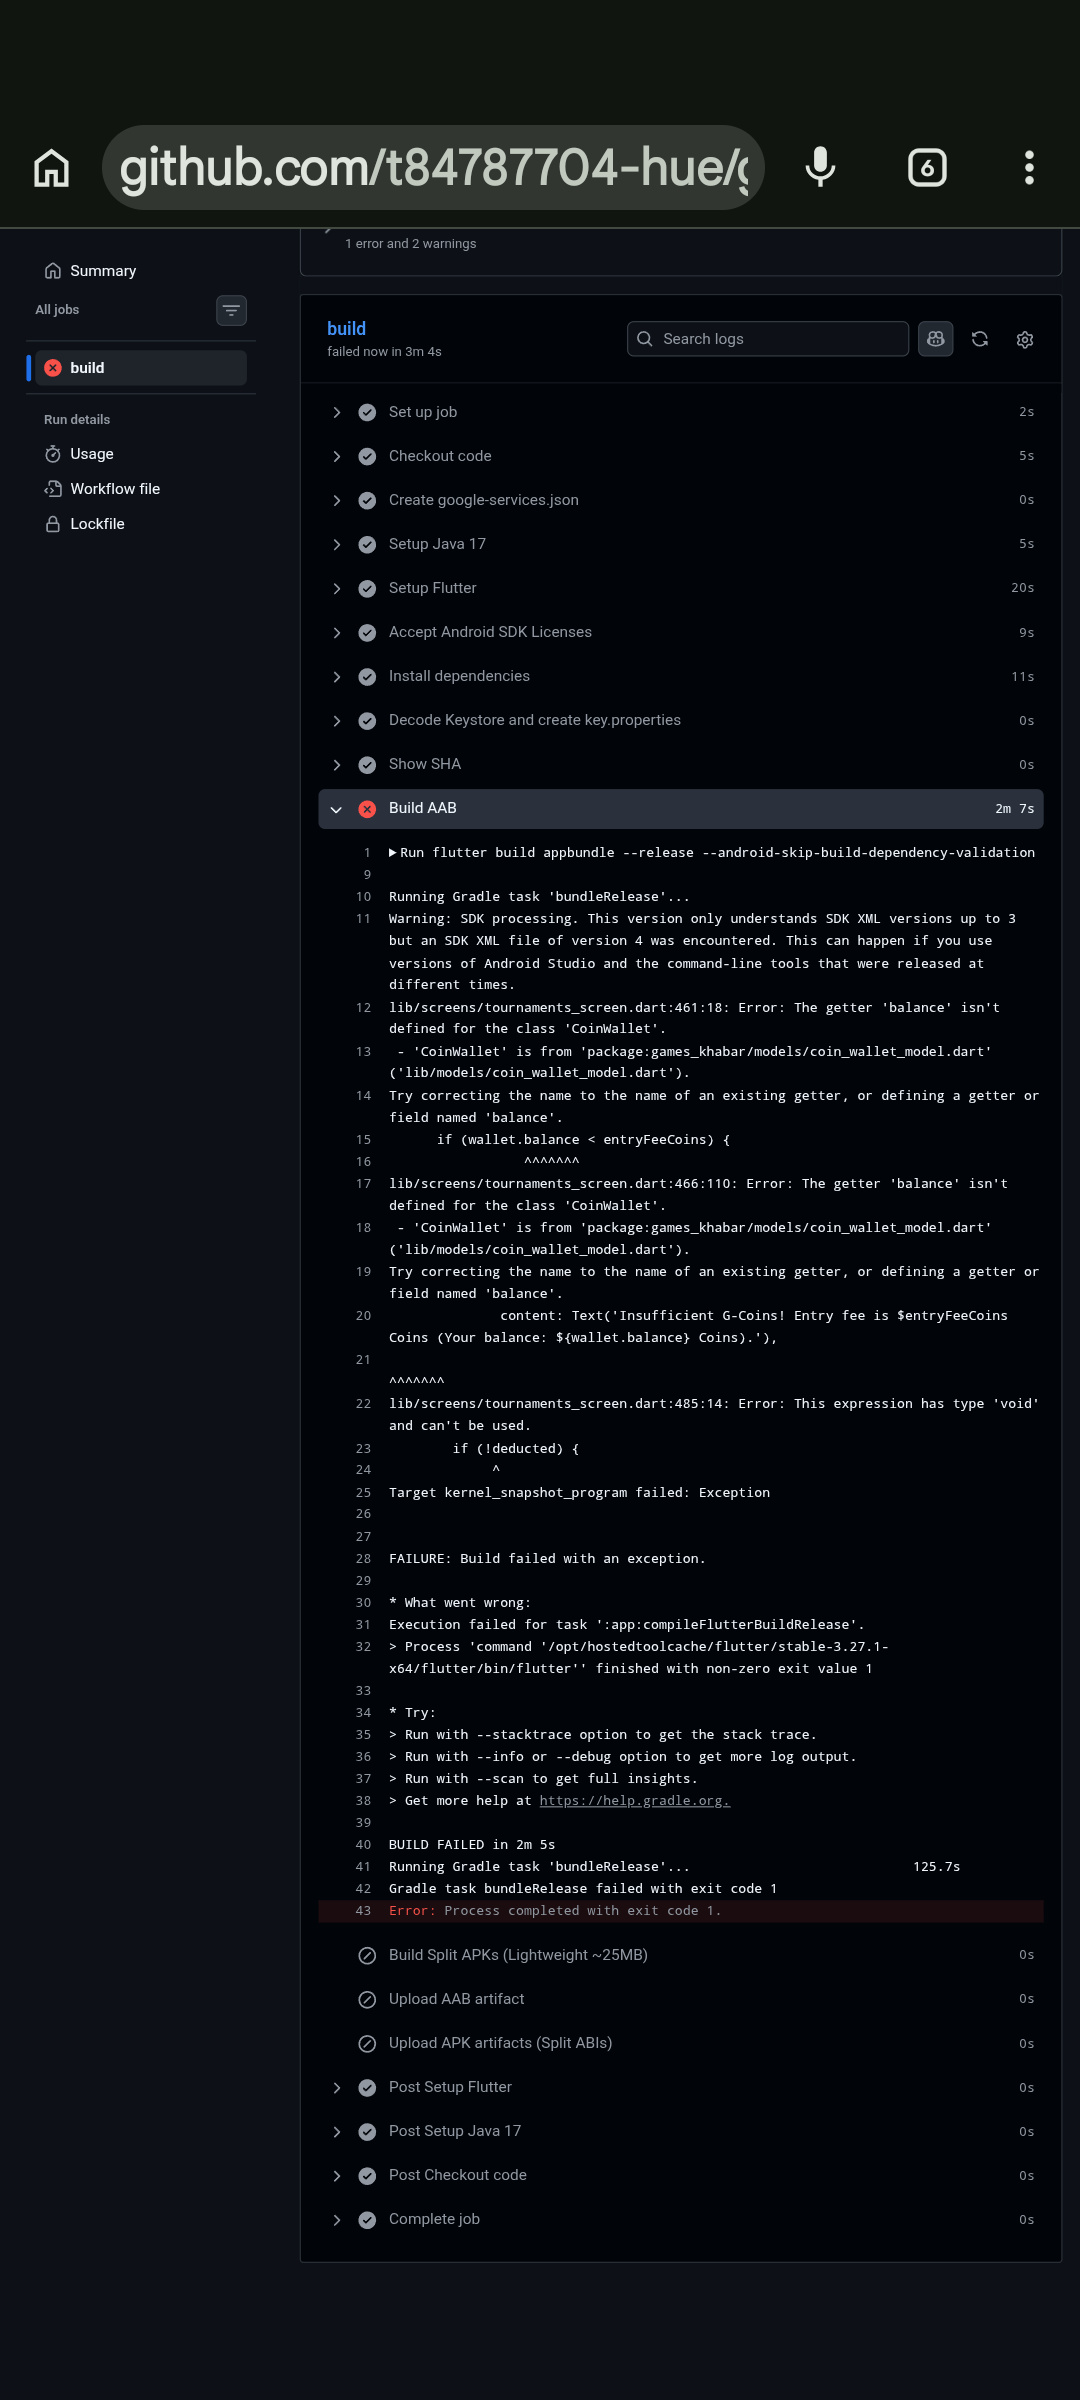 github.com/t84787704-hue/g
6
1 error and 2 warnings
Summary
All jobs
build
Run details
Usage
Workflow file
Lockfile
build
failed now in 3m 4s
Search logs
Set up job 2s
Checkout code 5s
Create google-services.json 0s
Setup Java 17 5s
Setup Flutter 20s
Accept Android SDK Licenses 9s
Install dependencies 11s
Decode Keystore and create key.properties 0s
Show SHA 0s
Build AAB 2m 7s
1 ▶Run flutter build appbundle --release --android-skip-build-dependency-validation
9
10 Running Gradle task 'bundleRelease'...
11 Warning: SDK processing. This version only understands SDK XML versions up to 3
but an SDK XML file of version 4 was encountered. This can happen if you use
versions of Android Studio and the command-line tools that were released at
different times.
12 lib/screens/tournaments_screen.dart:461:18: Error: The getter 'balance' isn't
defined for the class 'CoinWallet'.
13 - 'CoinWallet' is from 'package:games_khabar/models/coin_wallet_model.dart'
('lib/models/coin_wallet_model.dart').
14 Try correcting the name to the name of an existing getter, or defining a getter or
field named 'balance'.
15 if (wallet.balance < entryFeeCoins) {
16 ^^^^^^^
17 lib/screens/tournaments_screen.dart:466:110: Error: The getter 'balance' isn't
defined for the class 'CoinWallet'.
18 - 'CoinWallet' is from 'package:games_khabar/models/coin_wallet_model.dart'
('lib/models/coin_wallet_model.dart').
19 Try correcting the name to the name of an existing getter, or defining a getter or
field named 'balance'.
20 content: Text('Insufficient G-Coins! Entry fee is $entryFeeCoins
Coins (Your balance: ${wallet.balance} Coins).'),
21
^^^^^^^
22 lib/screens/tournaments_screen.dart:485:14: Error: This expression has type 'void'
and can't be used.
23 if (!deducted) {
24 ^
25 Target kernel_snapshot_program failed: Exception
26
27
28 FAILURE: Build failed with an exception.
29
30 * What went wrong:
31 Execution failed for task ':app:compileFlutterBuildRelease'.
32 > Process 'command '/opt/hostedtoolcache/flutter/stable-3.27.1-
x64/flutter/bin/flutter'' finished with non-zero exit value 1
33
34 * Try:
35 > Run with --stacktrace option to get the stack trace.
36 > Run with --info or --debug option to get more log output.
37 > Run with --scan to get full insights.
38 > Get more help at https://help.gradle.org.
39
40 BUILD FAILED in 2m 5s
41 Running Gradle task 'bundleRelease'... 125.7s
42 Gradle task bundleRelease failed with exit code 1
43 Error: Process completed with exit code 1.
Build Split APKs (Lightweight ~25MB) 0s
Upload AAB artifact 0s
Upload APK artifacts (Split ABIs) 0s
Post Setup Flutter 0s
Post Setup Java 17 0s
Post Checkout code 0s
Complete job 0s